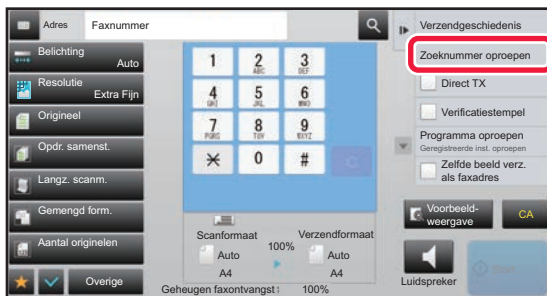 Adres
Faxnummer
Belichting
Auto
Resolutie
Extra Fijn
Origineel
Opdr. samenst.
Langz. scanm.
Gemengd form.
Aantal originelen
Overige
1
2
ABC
3
DEF
4
GHI
5
JKL
6
MNO
7
PQRS
8
TUV
9
WXYZ
0
#
C
Scanformaat
Auto
A4
100%
Verzendformaat
Auto
A4
Geheugen faxontvangst: 100%
Verzendgeschiedenis
Zoeknummer oproepen
Direct TX
Verificatiestempel
Programma oproepen
Geregistreerde inst. oproepen
Zelfde beeld verz.
als faxadres
Voorbeeld-
weergave
CA
Luidspreker
Start